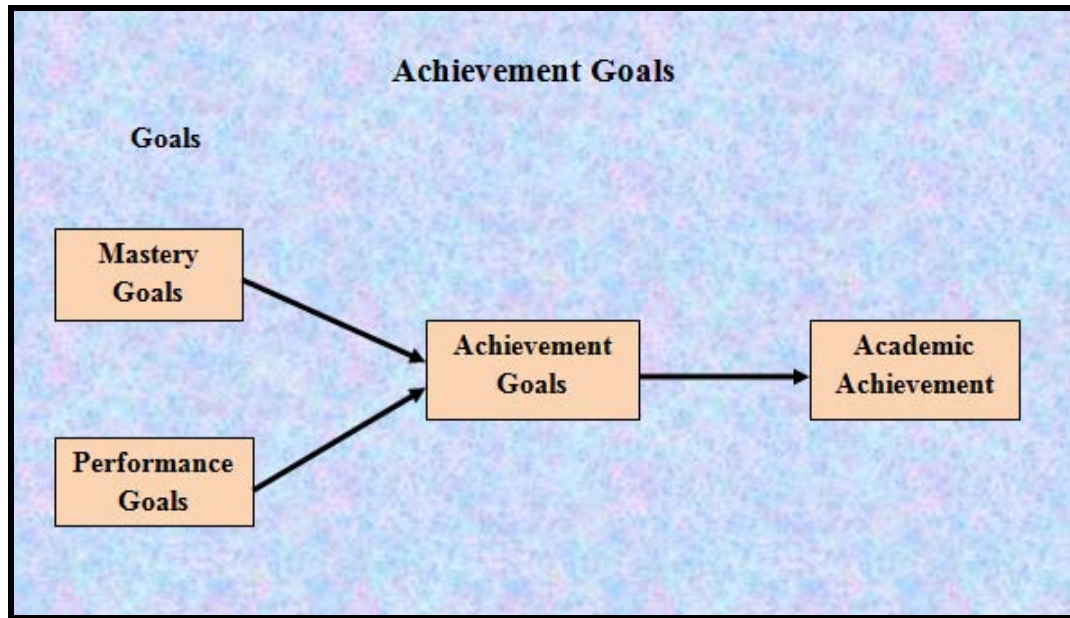 Achievement Goals
Goals
Mastery
Goals
Performance
Goals
Achievement
Goals
Academic
Achievement